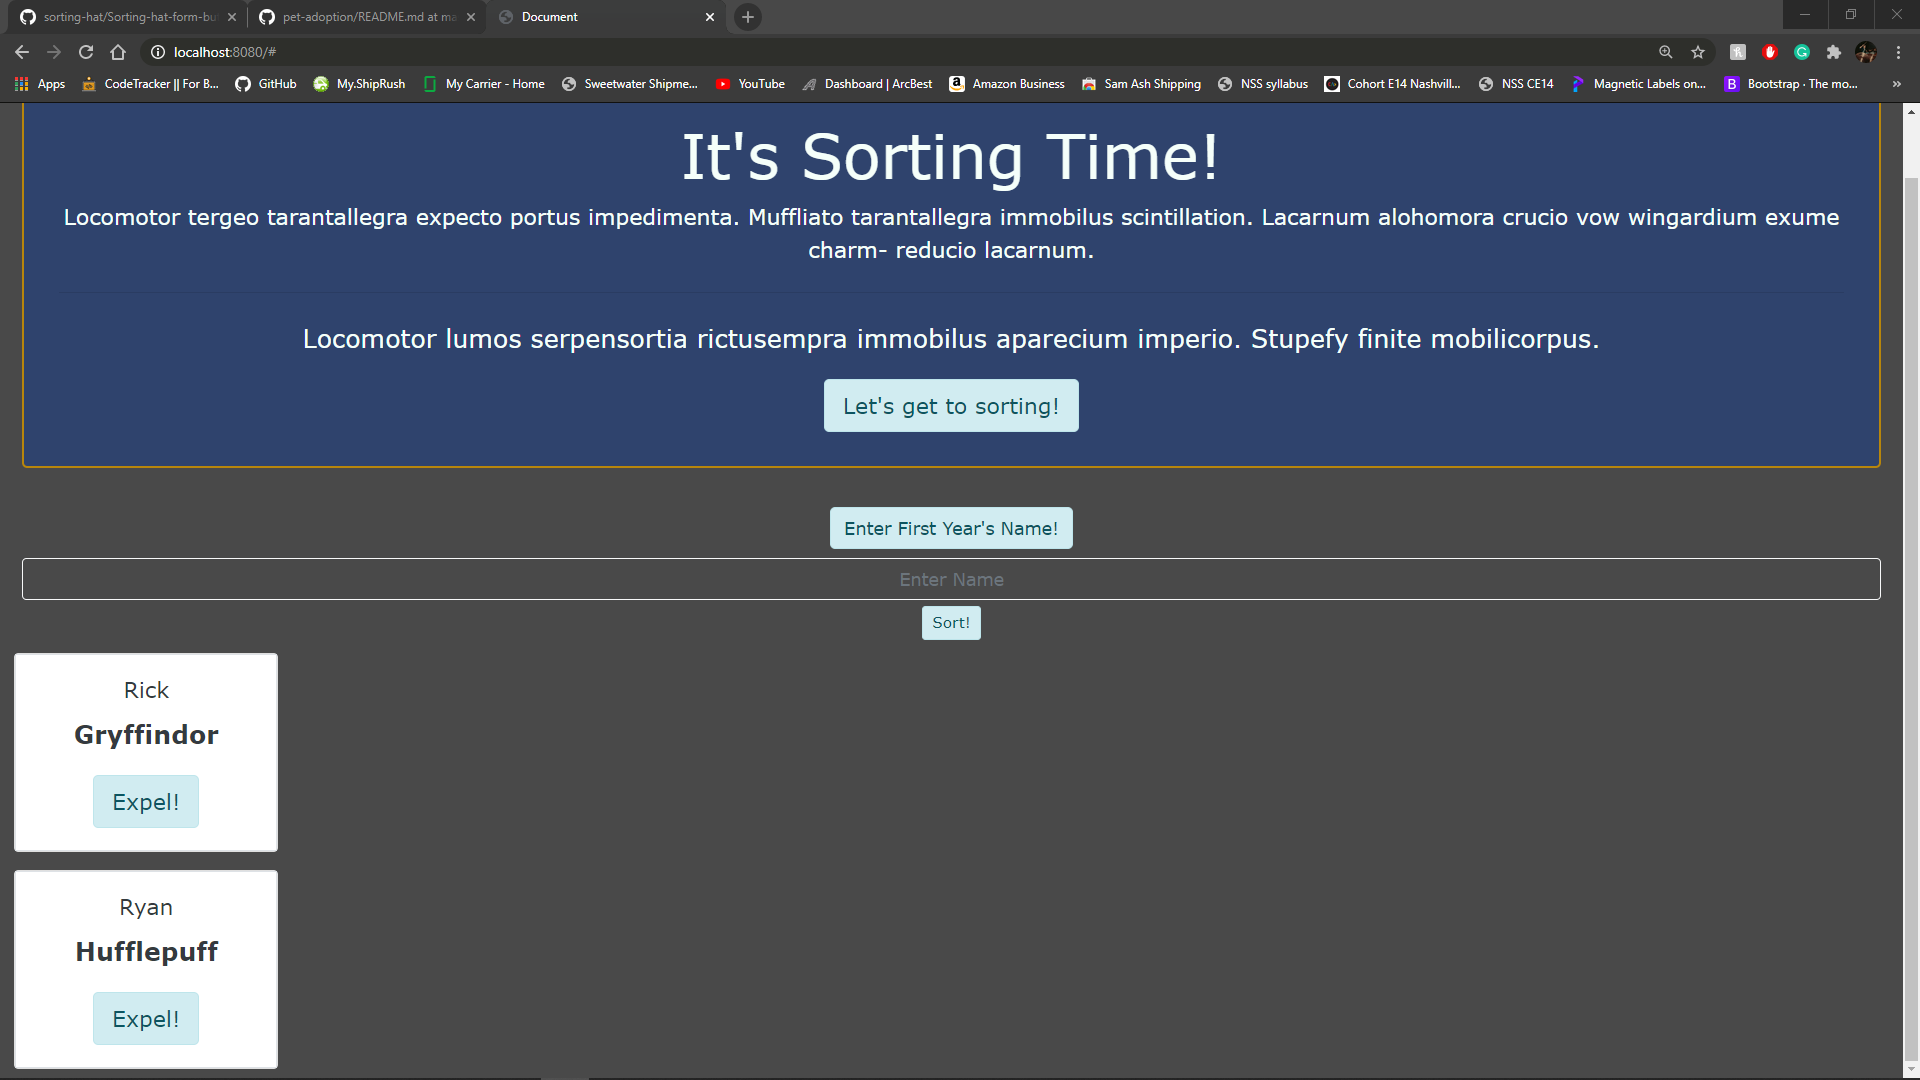 sorting-hat/Sorting-hat-form-bu
pet-adoption/README.md at ma
Document
localhost:8080/#
Apps
CodeTracker || For B...
GitHub
My.ShipRush
My Carrier - Home
Sweetwater Shipme...
YouTube
Dashboard | ArcBest
Amazon Business
Sam Ash Shipping
NSS syllabus
Cohort E14 Nashvill...
NSS CE14
Magnetic Labels on...
B
Bootstrap · The mo...
»
It's Sorting Time!
Locomotor tergeo tarantallegra expecto portus impedimenta. Muffliato tarantallegra immobilus scintillation. Lacarnum alohomora crucio vow wingardium exume
charm- reducio lacarnum.
Locomotor lumos serpensortia rictusempra immobilus aparecium imperio. Stupefy finite mobilicorpus.
Let's get to sorting!
Enter First Year's Name!
Enter Name
Sort!
Rick
Gryffindor
Expel!
Ryan
Hufflepuff
Expel!